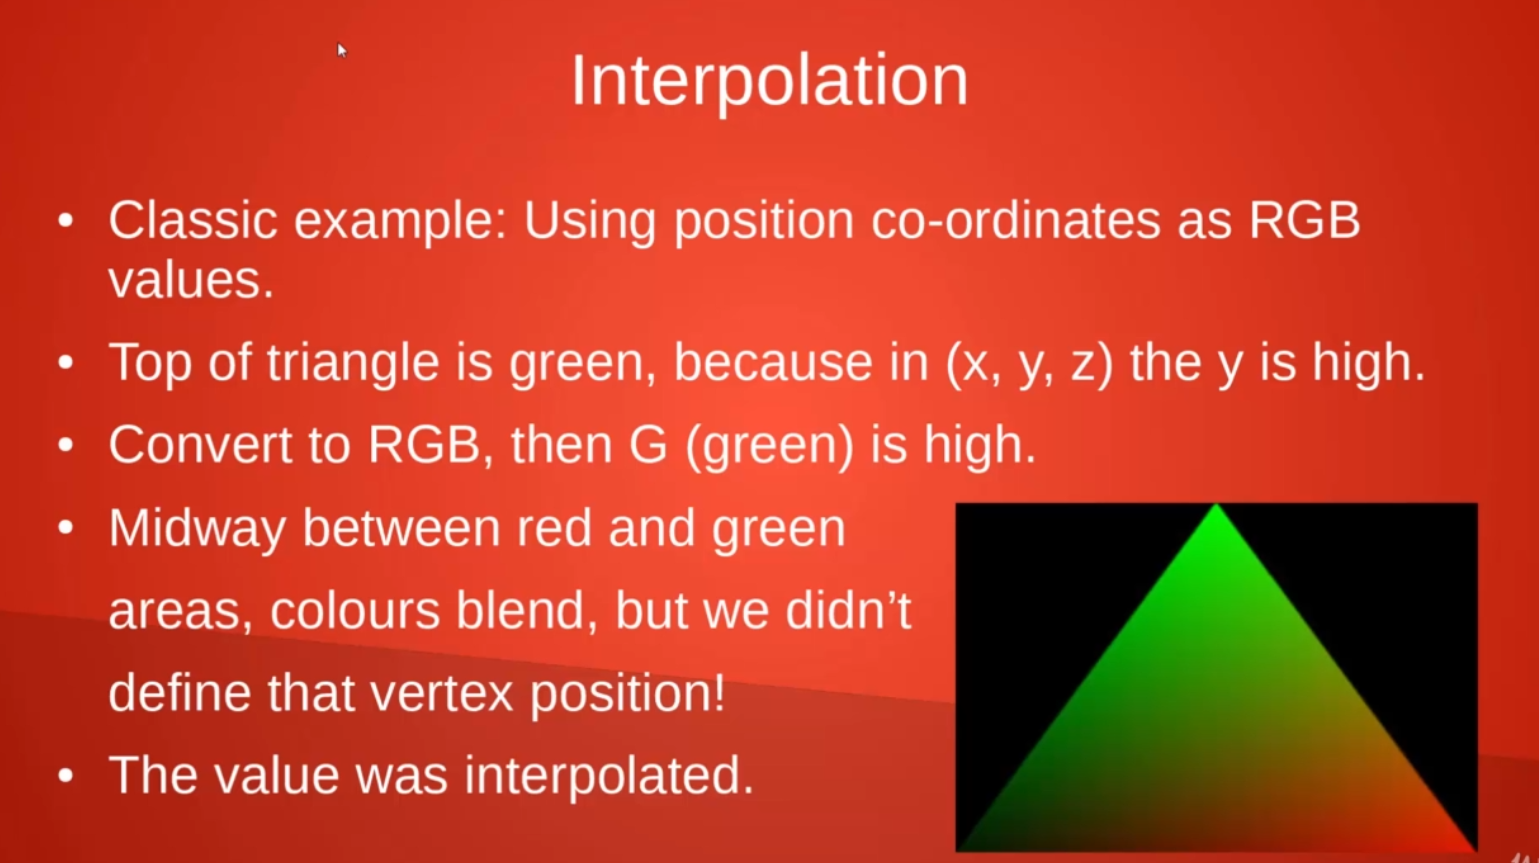 Interpolation
• Classic example: Using position co-ordinates as RGB
values.
• Top of triangle is green, because in (x, y, z) the y is high.
• Convert to RGB, then G (green) is high.
• Midway between red and green
areas, colours blend, but we didn’t
define that vertex position!
• The value was interpolated.